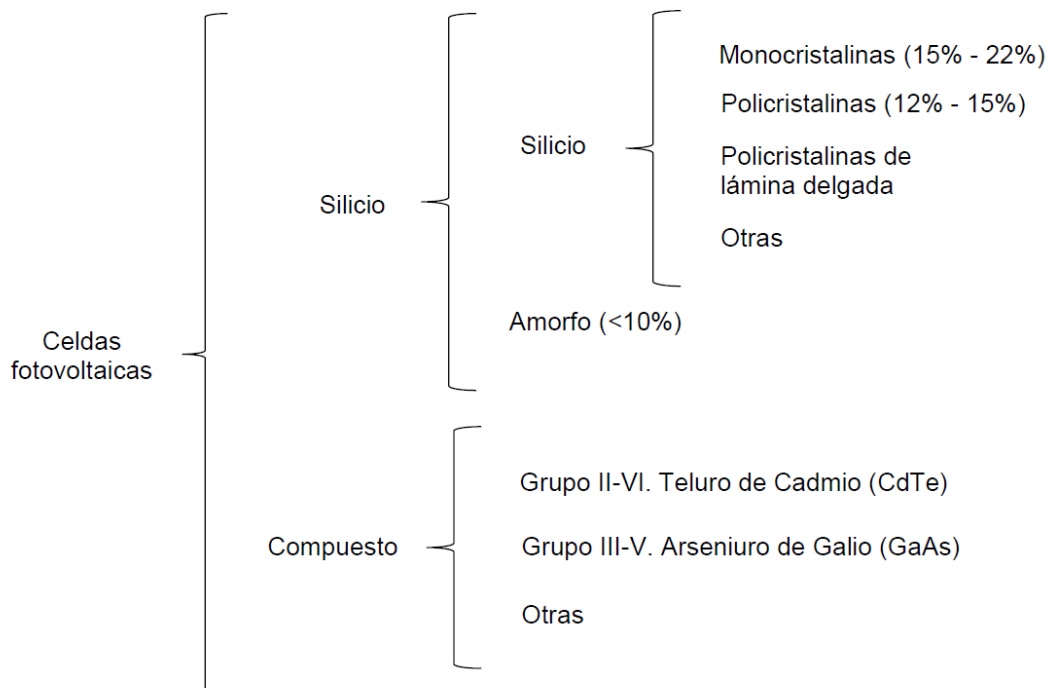 Celdas
fotovoltaicas
Silicio
Silicio
Monocristalinas (15% - 22%)
Policristalinas (12% - 15%)
Policristalinas de
lámina delgada
Otras
Amorfo (<10%)
Compuesto
Grupo II-VI. Teluro de Cadmio (CdTe)
Grupo III-V. Arseniuro de Galio (GaAs)
Otras